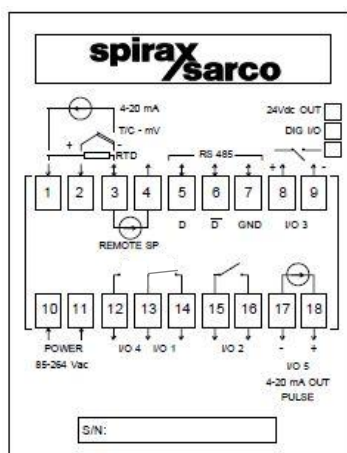 spirax
sarco
4-20 mA
24Vdc OUT
T/C - mV
DIG I/O
+ -
RTD
RS 485
+ -
1 2 3 4 5 6 7 8 9
D D GND I/O 3
REMOTE SP
10 11 12 13 14 15 16 17 18
POWER I/O 4 I/O 1 I/O 2 - +
85-264 Vac
I/O 5
4-20 mA OUT
PULSE
S/N: